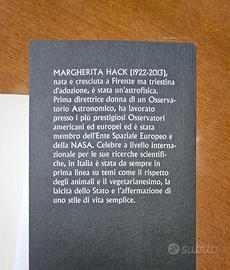 MARGHERITA HACK (1922-2013),
nata e cresciuta a Firenze ma triestina
d'adozione, è stata un'astrofisica.
Prima direttrice donna di un Osserva-
torio Astronomico, ha lavorato
presso i più prestigiosi Osservatori
americani ed europei ed è stata
membro dell'Ente Spaziale Europeo e
della NASA. Celebre a livello interna-
zionale per le sue ricerche scientifi-
che, in Italia è stata da sempre in
prima linea su temi come il rispetto
degli animali e il vegetarianesimo, la
laicità dello Stato e l'affermazione di
uno stile di vita semplice.
subito